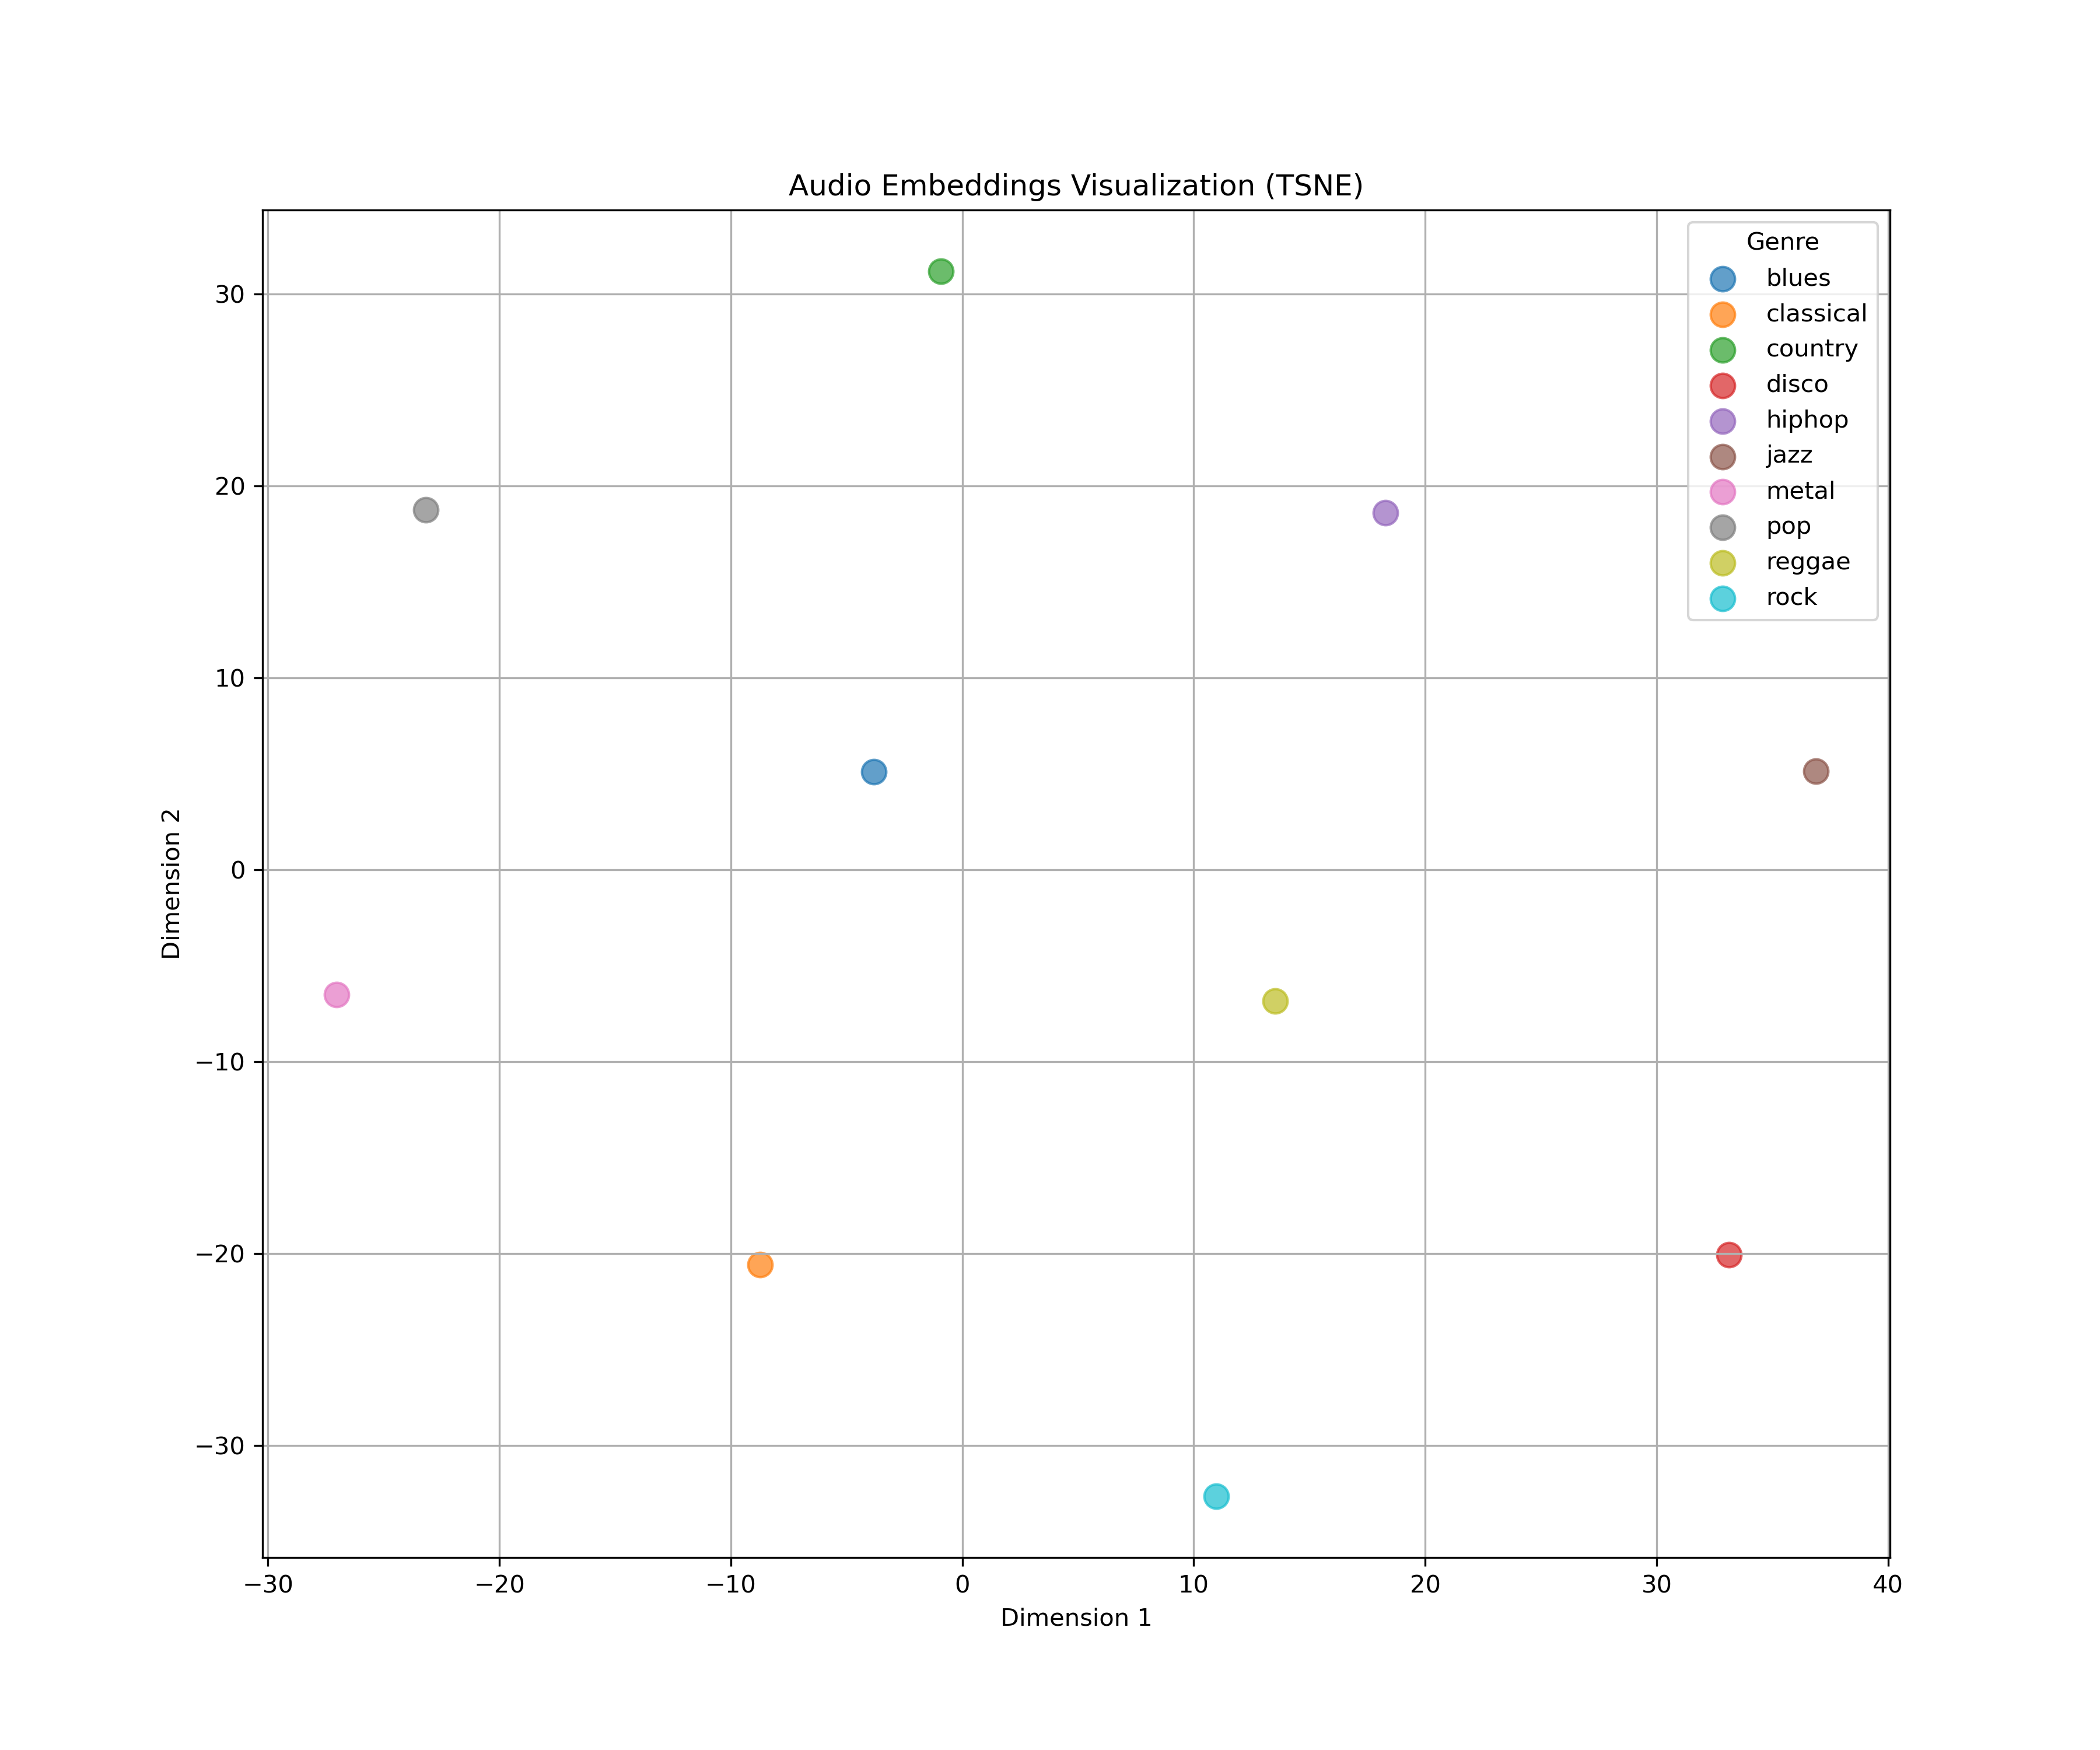 Audio Embeddings Visualization (TSNE)
Genre
blues
classical
country
disco
hiphop
jazz
metal
pop
reggae
rock
30
20
10
0
−10
−20
−30
Dimension 2
−30 −20 −10 0 10 20 30 40
Dimension 1